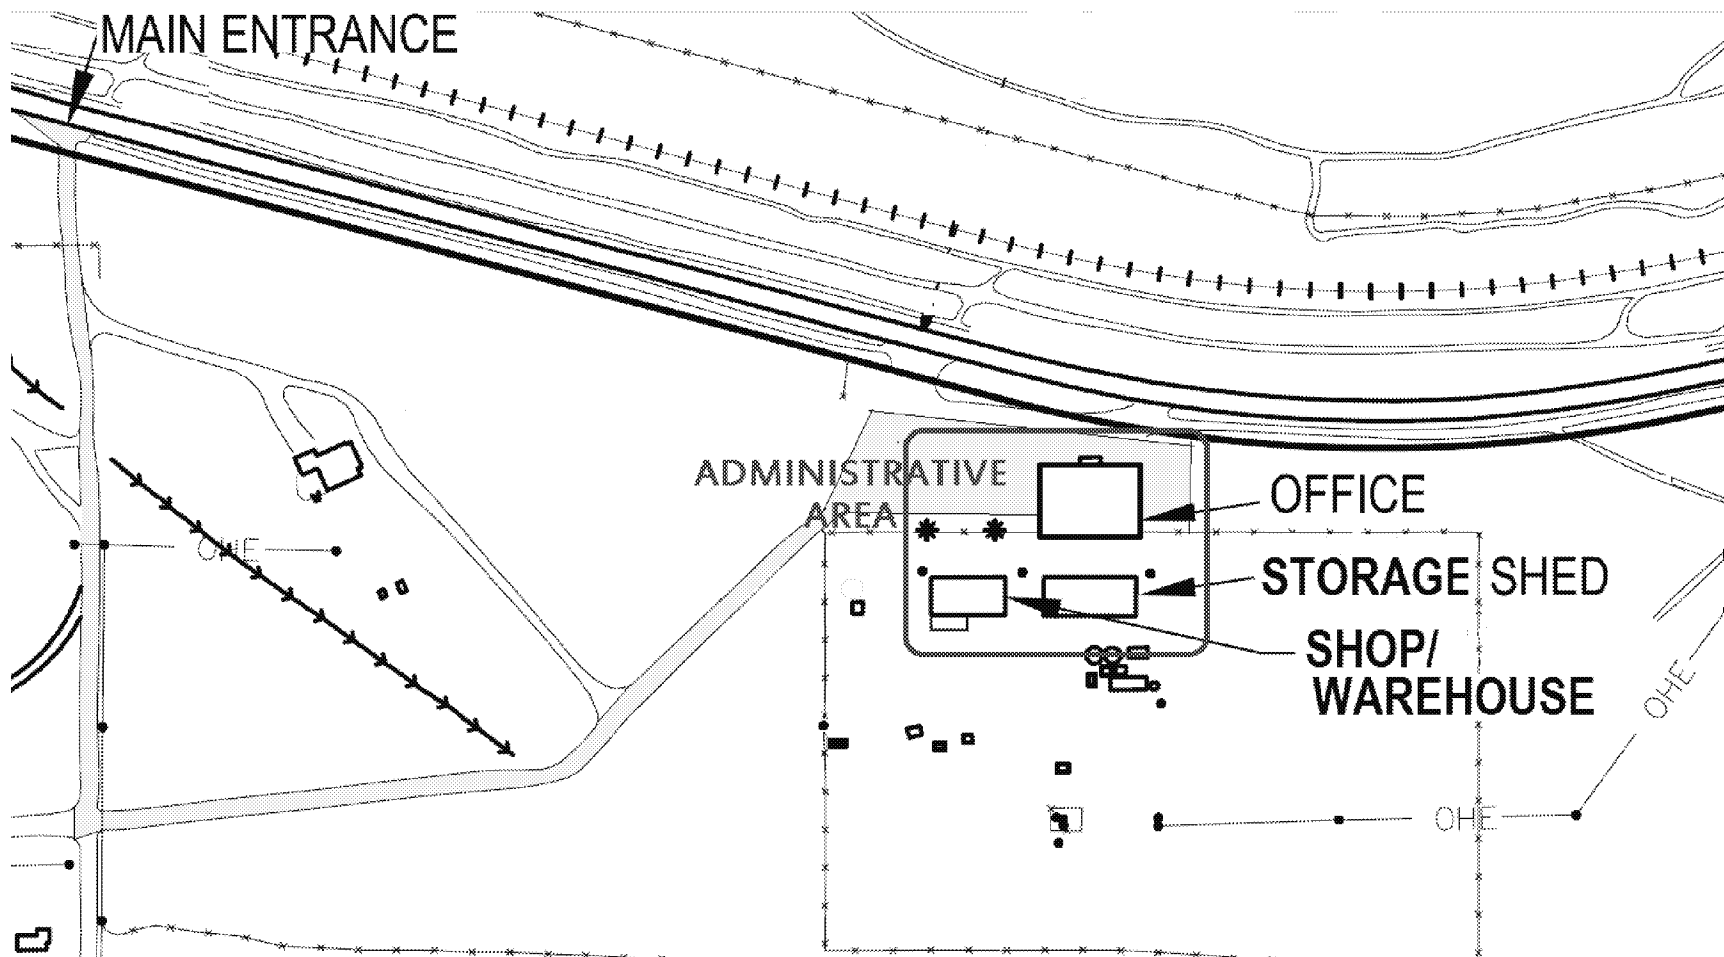 MAIN ENTRANCE
ADMINISTRATIVE
AREA
OFFICE
STORAGE SHED
SHOP/
WAREHOUSE
OHE
OHE
OHE